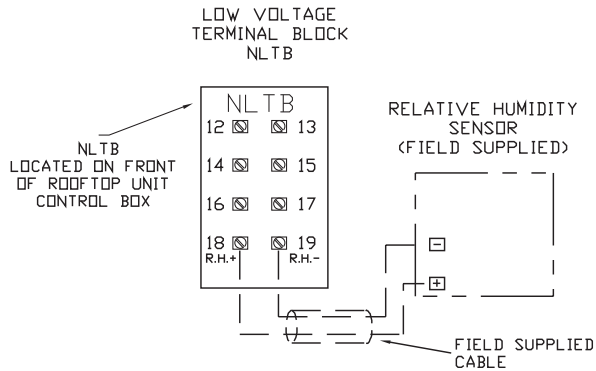 LOW VOLTAGE
TERMINAL BLOCK
NLTB
NLTB
12 13
14 15
16 17
18 19
R.H.+ R.H.-
NLTB
LOCATED ON FRONT
OF ROOFTOP UNIT
CONTROL BOX
RELATIVE HUMIDITY
SENSOR
(FIELD SUPPLIED)
-
+
FIELD SUPPLIED
CABLE